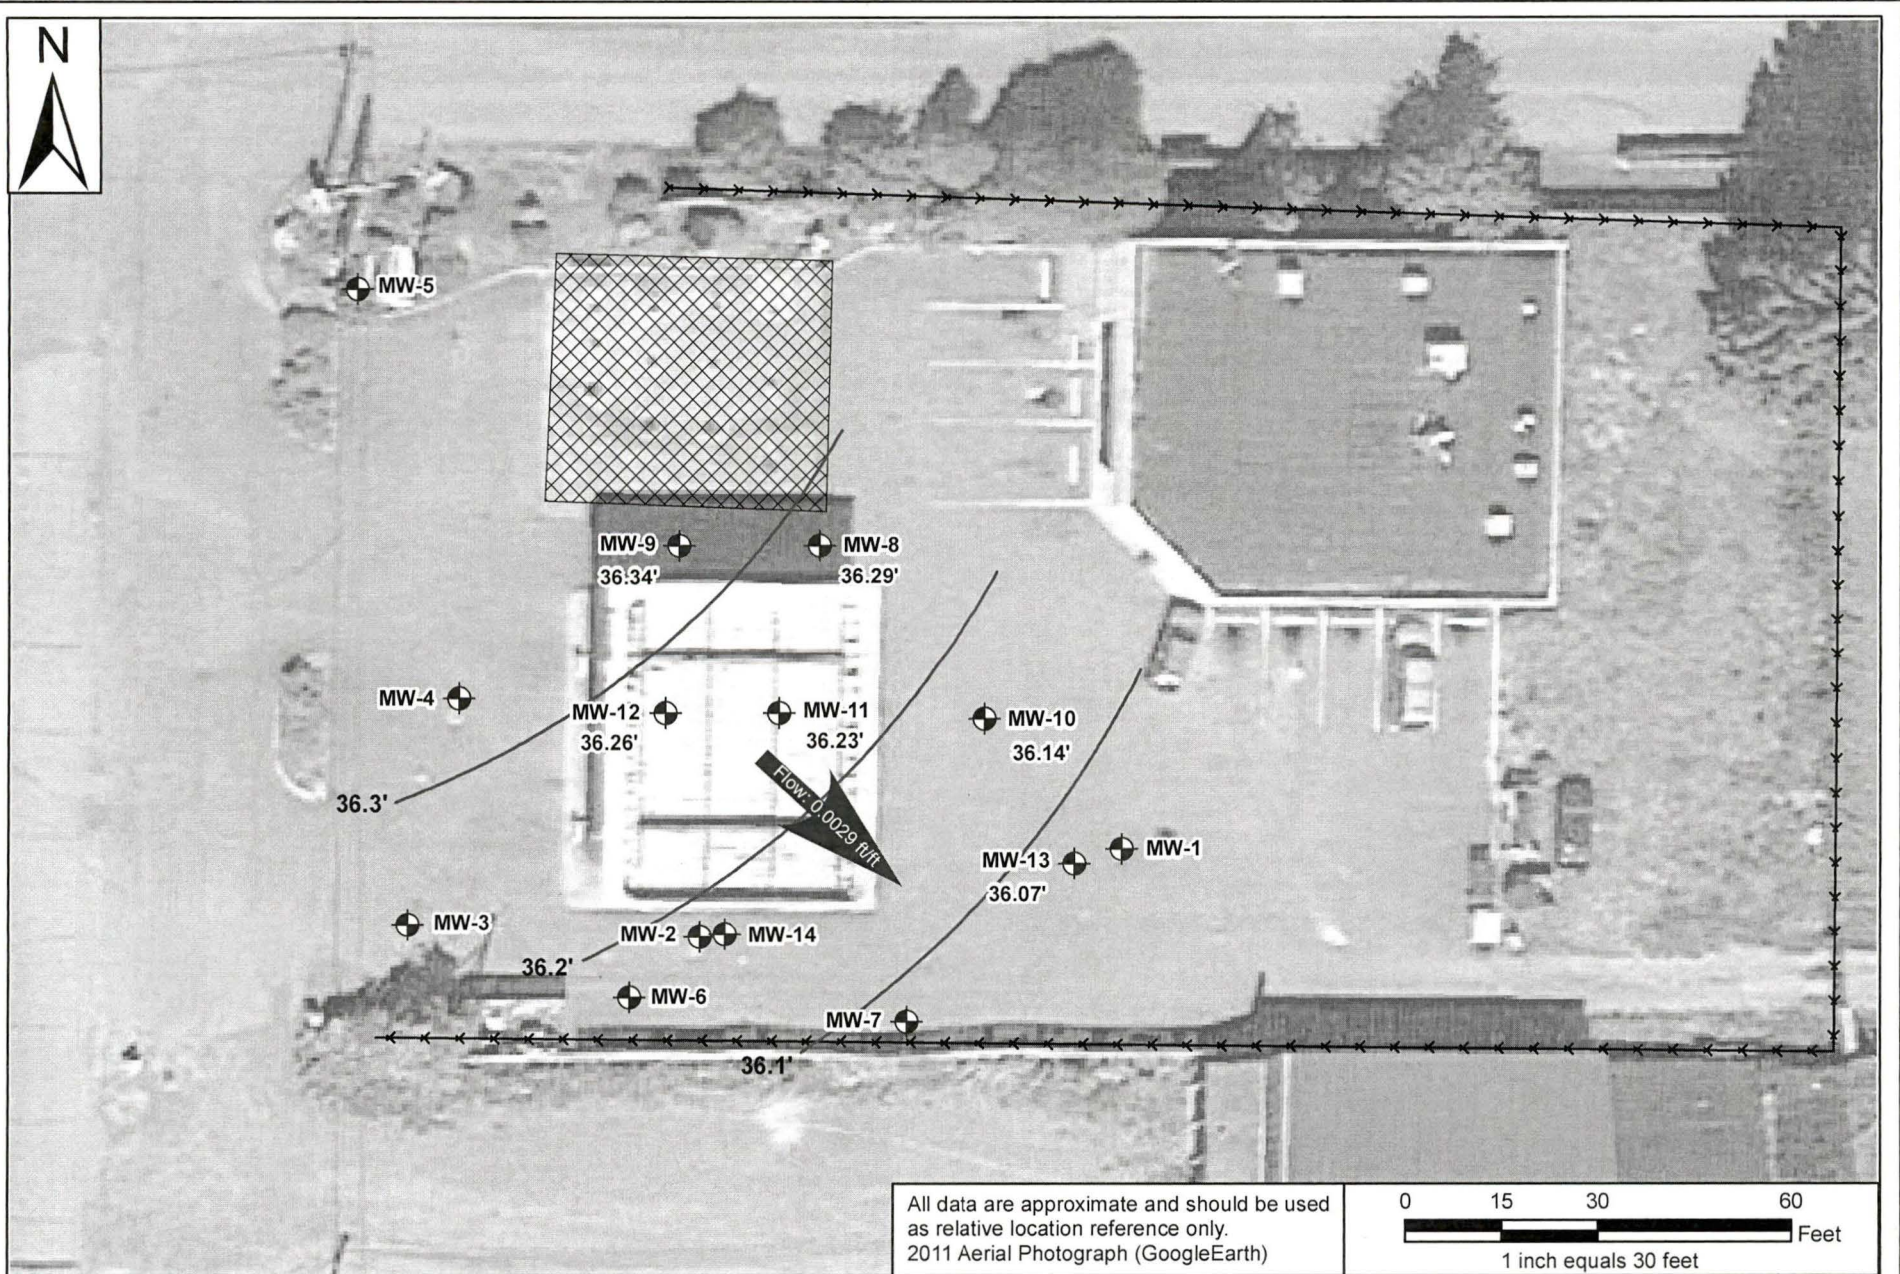 N
MW-5
MW-9
MW-8
36.34'
36.29'
MW-4
MW-12
MW-11
MW-10
36.26'
36.23'
36.14'
36.3'
Flow: 0.0029 ft/ft
MW-13
MW-1
36.07'
MW-3
MW-2
MW-14
36.2'
MW-6
MW-7
36.1'
All data are approximate and should be used
as relative location reference only.
2011 Aerial Photograph (GoogleEarth)
0 15 30 60
Feet
1 inch equals 30 feet